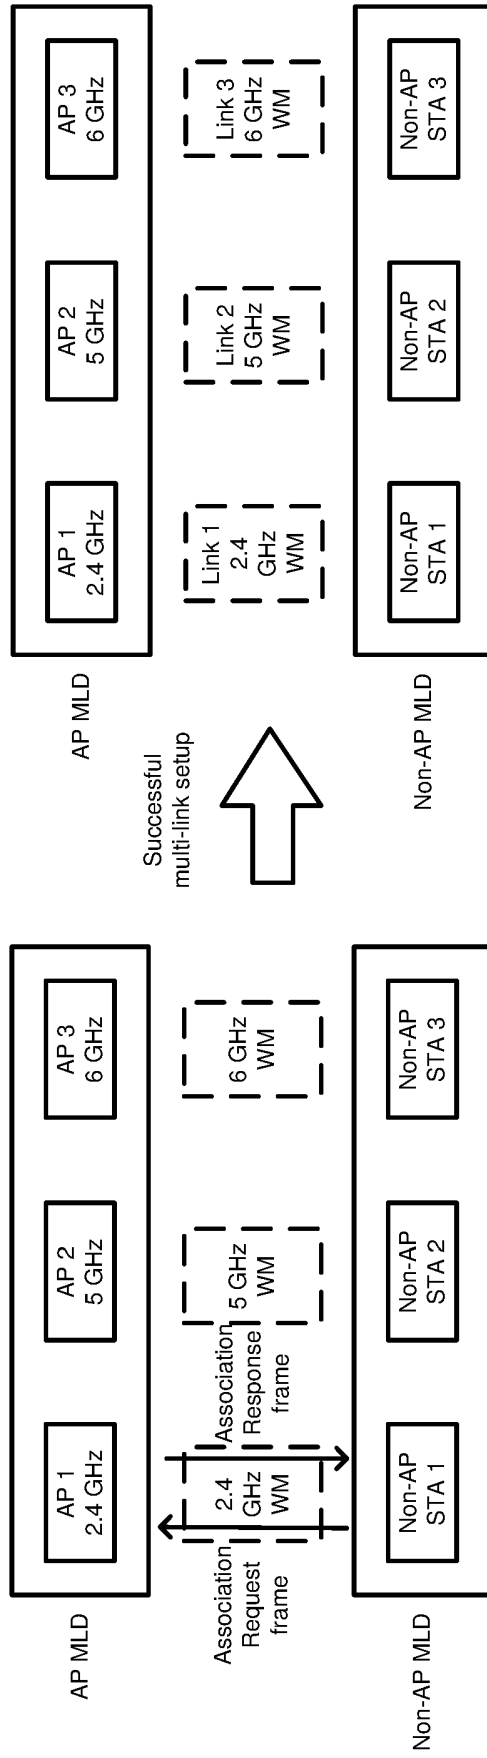 AP MLD
AP 1
2.4 GHz
AP 2
5 GHz
AP 3
6 GHz
Association
Request
frame
2.4
GHz
WM
Association
Response
frame
5 GHz
WM
6 GHz
WM
Non-AP MLD
Non-AP
STA 1
Non-AP
STA 2
Non-AP
STA 3
Successful
multi-link setup
AP MLD
AP 1
2.4 GHz
AP 2
5 GHz
AP 3
6 GHz
Link 1
2.4
GHz
WM
Link 2
5 GHz
WM
Link 3
6 GHz
WM
Non-AP MLD
Non-AP
STA 1
Non-AP
STA 2
Non-AP
STA 3